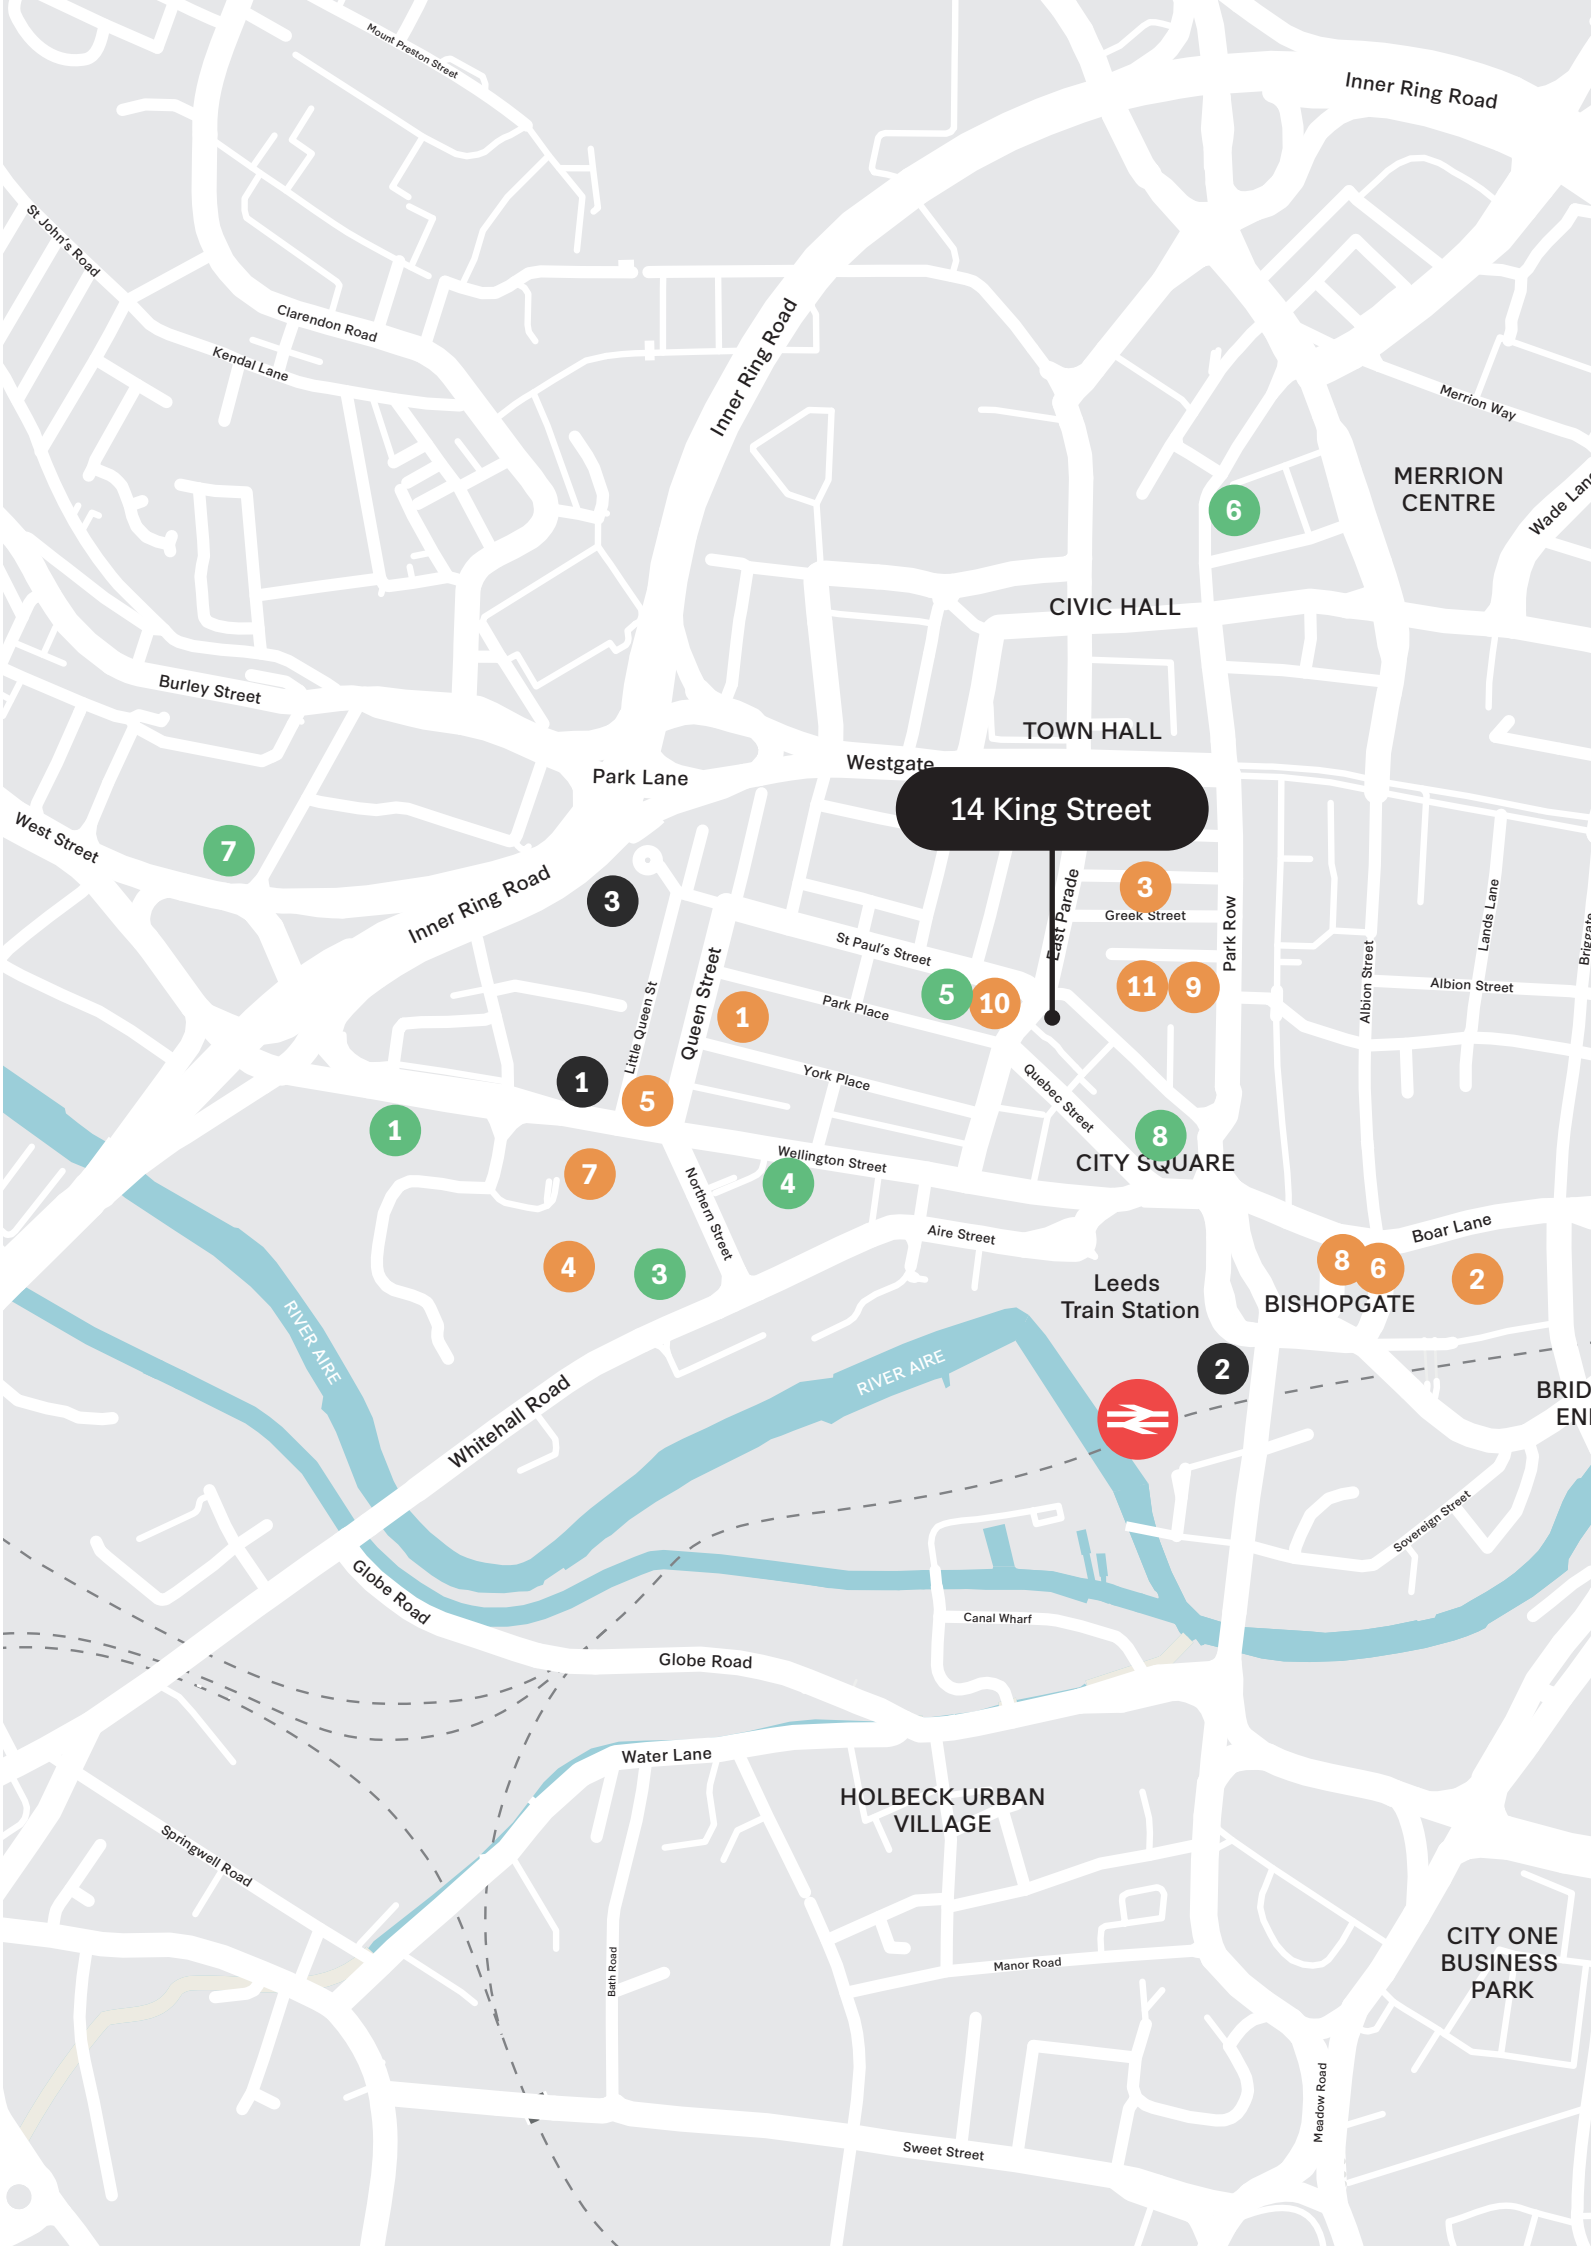 Mount Preston Street
Inner Ring Road
St John's Road
Clarendon Road
Kendal Lane
Inner Ring Road
Merrion Way
MERRION
CENTRE
Wade Lane
6
CIVIC HALL
Burley Street
TOWN HALL
Westgate
Park Lane
14 King Street
West Street
7
3
Inner Ring Road
3
East Parade
Greek Street
Park Row
Lands Lane
Briggate
St Paul's Street
Albion Street
Albion Street
Queen Street
Little Queen St
Park Place
5
10
11
9
1
York Place
Quebec Street
1
5
1
8
CITY SQUARE
Wellington Street
7
4
Northern Street
Aire Street
Boar Lane
4
3
8
6
2
Leeds
Train Station
BISHOPGATE
RIVER AIRE
RIVER AIRE
2
BRID
EN
Whitehall Road
Sovereign Street
Globe Road
Canal Wharf
Globe Road
Water Lane
HOLBECK URBAN
VILLAGE
Springwell Road
Bath Road
Manor Road
CITY ONE
BUSINESS
PARK
Meadow Road
Sweet Street